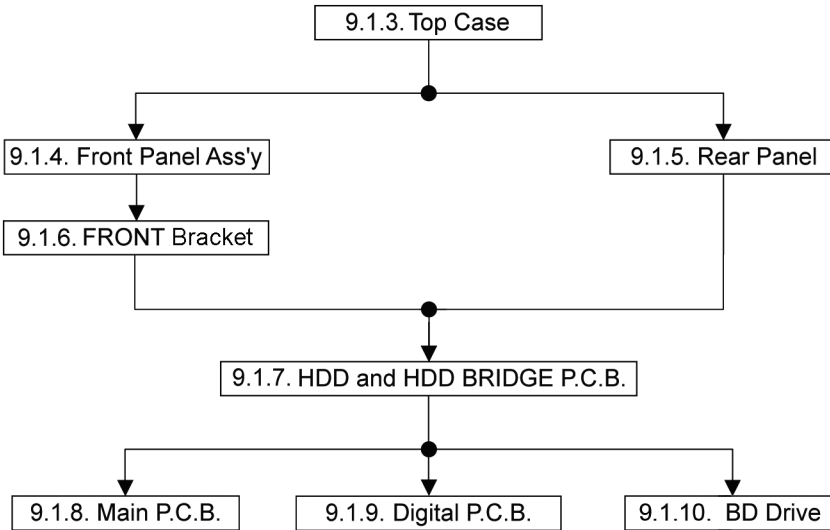 9.1.3. Top Case
9.1.4. Front Panel Ass'y
9.1.5. Rear Panel
9.1.6. FRONT Bracket
9.1.7. HDD and HDD BRIDGE P.C.B.
9.1.8. Main P.C.B.
9.1.9. Digital P.C.B.
9.1.10. BD Drive